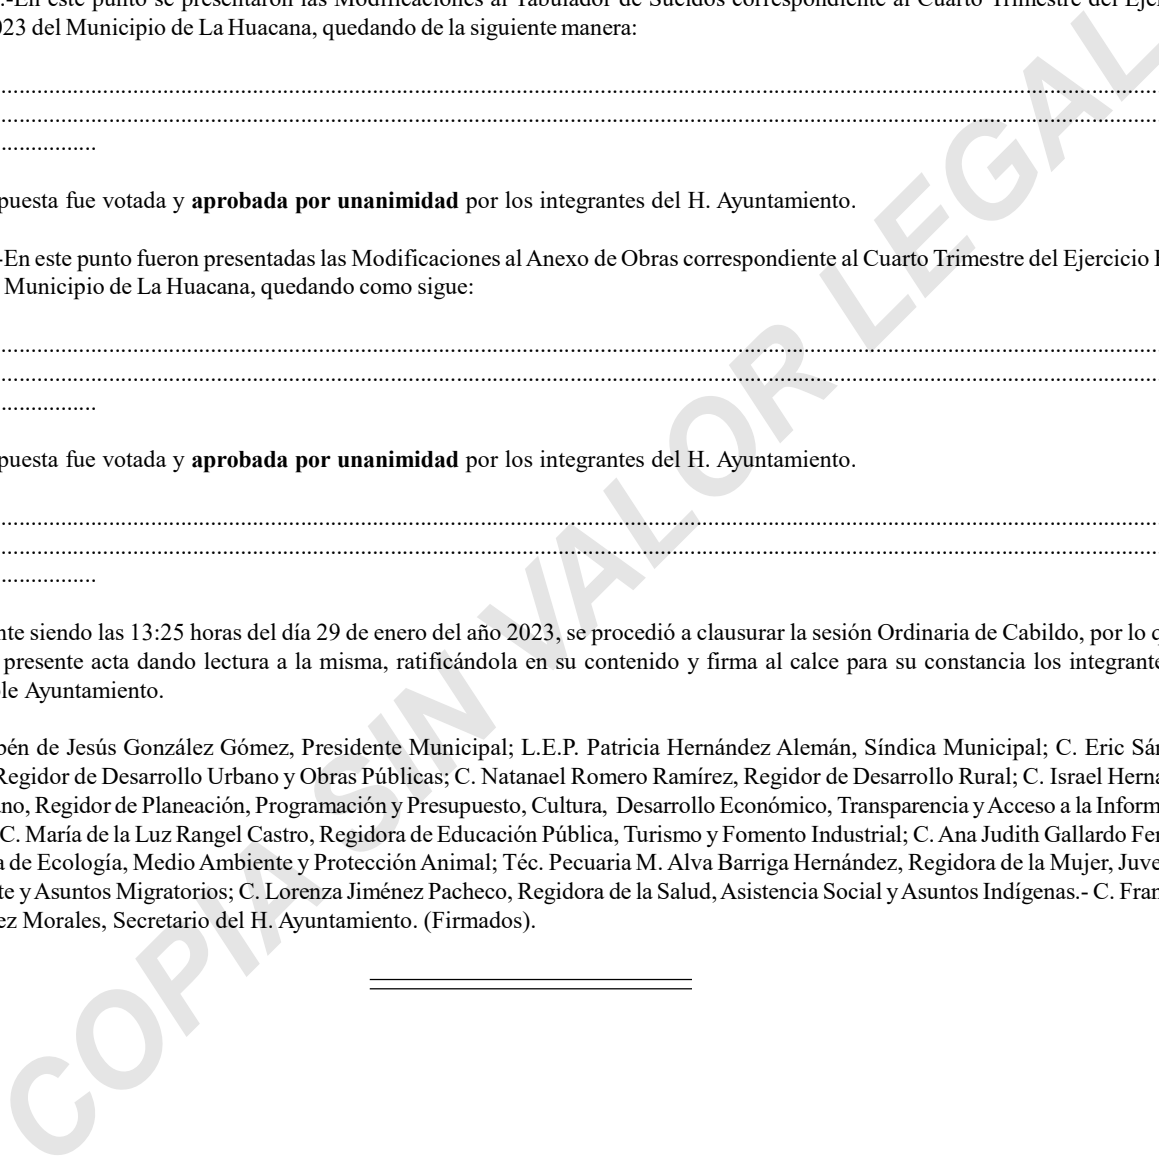 .-En este punto se presentaron las Modificaciones al Tabulador de Sueldos correspondiente al Cuarto Trimestre del
023 del Municipio de La Huacana, quedando de la siguiente manera:
puesta fue votada y aprobada por unanimidad por los integrantes del H. Ayuntamiento.
-En este punto fueron presentadas las Modificaciones al Anexo de Obras correspondiente al Cuarto Trimestre del Ejercicio
Municipio de La Huacana, quedando como sigue:
puesta fue votada y aprobada por unanimidad por los integrantes del H. Ayuntamiento.
nte siendo las 13:25 horas del día 29 de enero del año 2023, se procedió a clausurar la sesión Ordinaria de Cabildo, por lo q
presente acta dando lectura a la misma, ratificándola en su contenido y firma al calce para su constancia los integrante
le Ayuntamiento.
bén de Jesús González Gómez, Presidente Municipal; L.E.P. Patricia Hernández Alemán, Síndica Municipal; C. Eric Sán
Regidor de Desarrollo Urbano y Obras Públicas; C. Natanael Romero Ramírez, Regidor de Desarrollo Rural; C. Israel Herna
ano, Regidor de Planeación, Programación y Presupuesto, Cultura, Desarrollo Económico, Transparencia y Acceso a la Inform
C. María de la Luz Rangel Castro, Regidora de Educación Pública, Turismo y Fomento Industrial; C. Ana Judith Gallardo Fer
a de Ecología, Medio Ambiente y Protección Animal; Téc. Pecuaria M. Alva Barriga Hernández, Regidora de la Mujer, Juve
te y Asuntos Migratorios; C. Lorenza Jiménez Pacheco, Regidora de la Salud, Asistencia Social y Asuntos Indígenas.- C. Fran
ez Morales, Secretario del H. Ayuntamiento. (Firmados).
COPIA SIN VALOR LEGAL